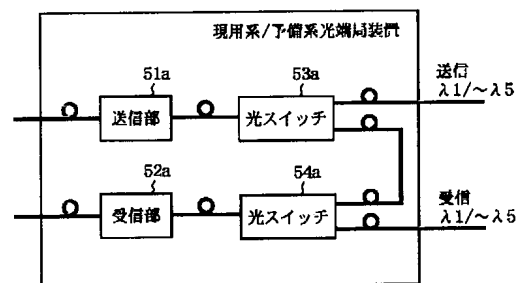 現用系/予備系光端局装置
51a
53a
送信
λ1/～λ5
送信部
光スイッチ
52a
54a
受信部
光スイッチ
受信
λ1/～λ5